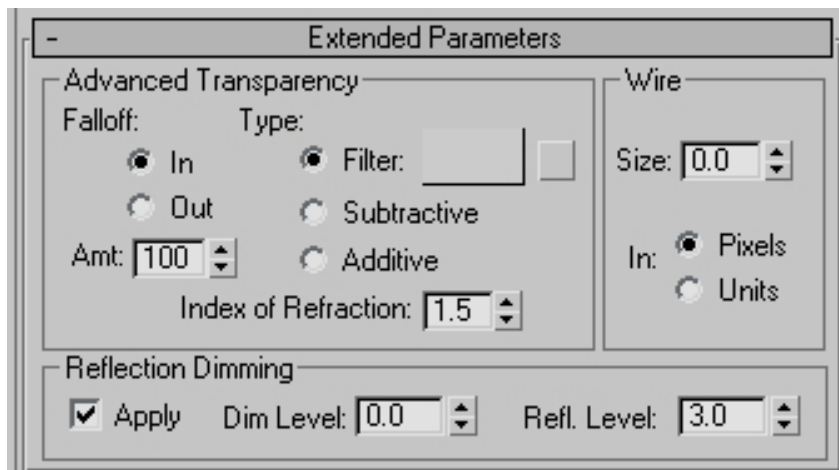 - Extended Parameters
Advanced Transparency
Wire
Falloff: Type:
In Filter:
Size: 0.0
Out Subtractive
Amt: 100 Additive
In: Pixels
Units
Index of Refraction: 1.5
Reflection Dimming
Apply Dim Level: 0.0 Refl. Level: 3.0